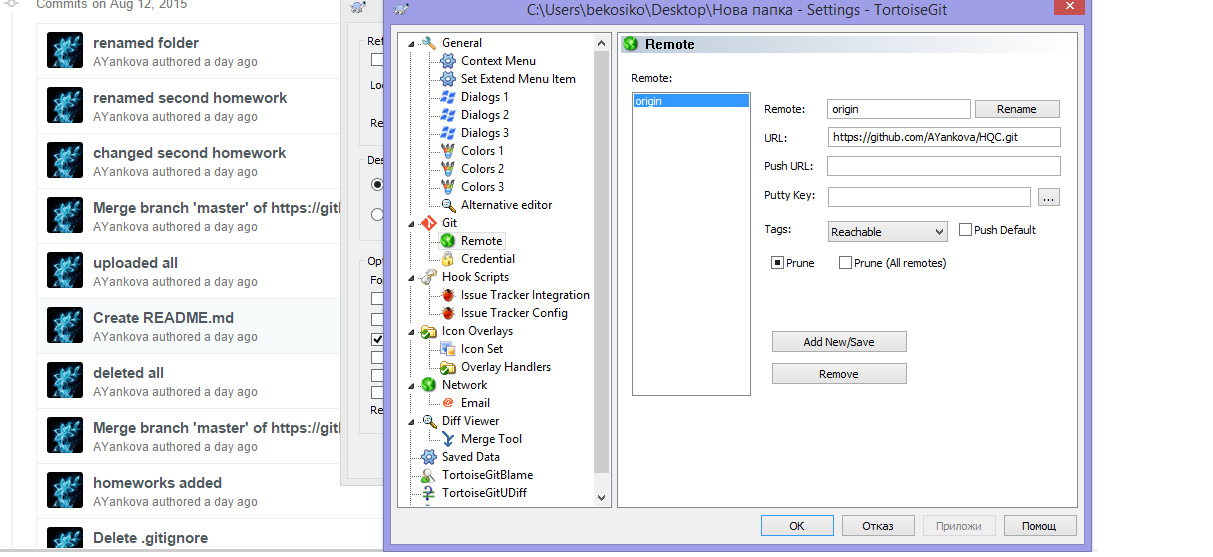 Commits on Aug 12, 2015
renamed folder
AYankova authored a day ago
renamed second homework
AYankova authored a day ago
changed second homework
AYankova authored a day ago
Merge branch 'master' of https://gitl
AYankova authored a day ago
uploaded all
AYankova authored a day ago
Create README.md
AYankova authored a day ago
deleted all
AYankova authored a day ago
Merge branch 'master' of https://gitl
AYankova authored a day ago
homeworks added
AYankova authored a day ago
Delete .gitignore
Ref
Loc
Re
Des
Opt
Fo
Re
C:\Users\bekosiko\Desktop\Нова папка - Settings - TortoiseGit
General
Context Menu
Set Extend Menu Item
Dialogs 1
Dialogs 2
Dialogs 3
Colors 1
Colors 2
Colors 3
Alternative editor
Git
Remote
Credential
Hook Scripts
Issue Tracker Integration
Issue Tracker Config
Icon Overlays
Icon Set
Overlay Handlers
Network
Email
Diff Viewer
Merge Tool
Saved Data
TortoiseGitBlame
TortoiseGitUDiff
Remote
Remote:
origin
Remote: origin Rename
URL: https://github.com/AYankova/HQC.git
Push URL:
Putty Key: ...
Tags: Reachable Push Default
Prune Prune (All remotes)
Add New/Save
Remove
OK Отказ Приложи Помощ